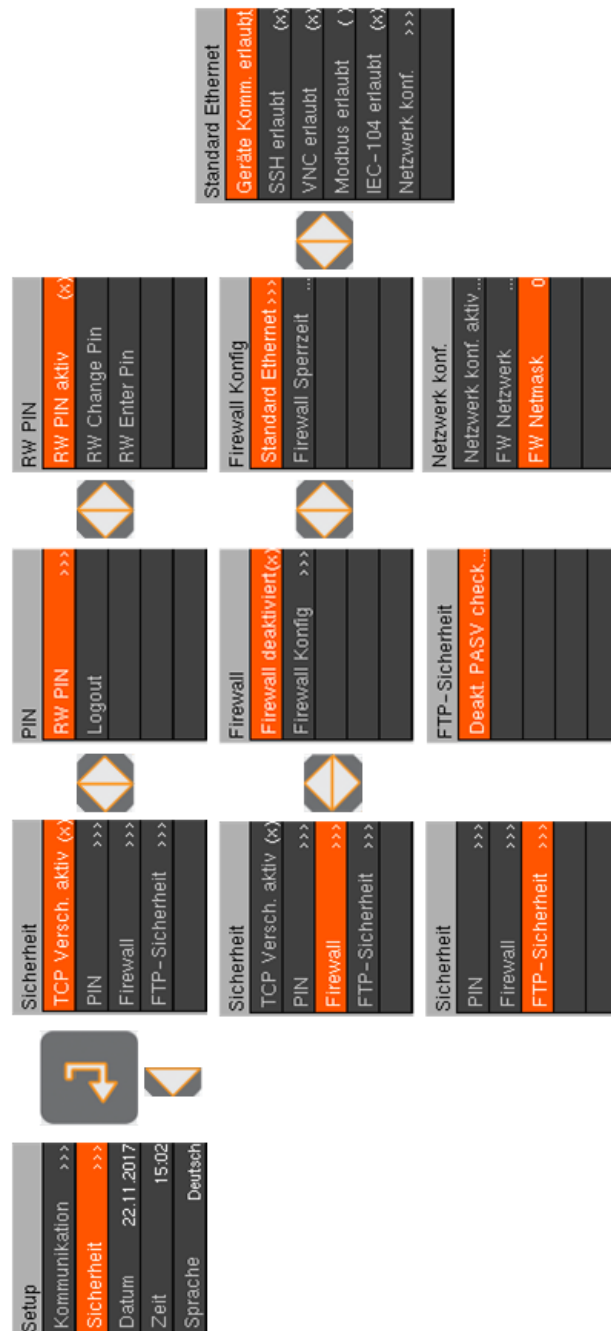 Setup
Kommunikation >>>
Sicherheit >>>
Datum 22.11.2017
Zeit 15:02
Sprache Deutsch
Sicherheit
TCP Versch. aktiv (x)
PIN >>>
Firewall >>>
FTP-Sicherheit >>>
PIN
RW PIN >>>
Logout
RW PIN
RW PIN aktiv (x)
RW Change Pin
RW Enter Pin
Sicherheit
TCP Versch. aktiv (x)
PIN >>>
Firewall >>>
FTP-Sicherheit >>>
Firewall
Firewall deaktiviert(x)
Firewall Konfig >>>
Firewall Konfig
Standard Ethernet >>>
Firewall Sperrzeit ...
Standard Ethernet
Geräte Komm. erlaubt
SSH erlaubt (x)
VNC erlaubt (x)
Modbus erlaubt ( )
IEC-104 erlaubt (x)
Netzwerk konf. >>>
Sicherheit
PIN >>>
Firewall >>>
FTP-Sicherheit >>>
FTP-Sicherheit
Deakt. PASV check...
Netzwerk konf.
Netzwerk konf. aktiv...
FW Netzwerk ...
FW Netmask 0